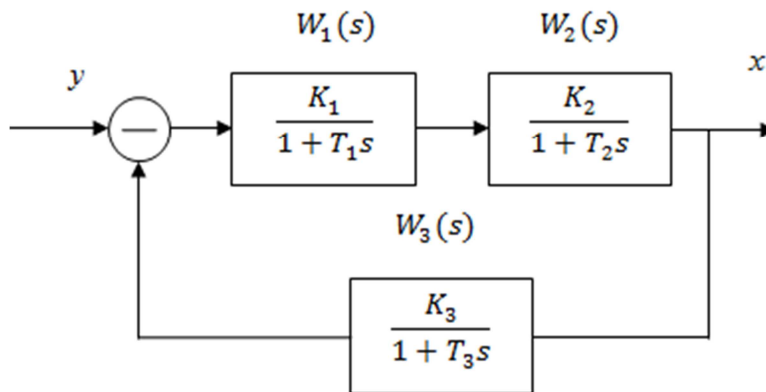 W₁(s) W₂(s)
y x
K₁ K₂
— 1 + T₁s 1 + T₂s
W₃(s)
K₃
1 + T₃s